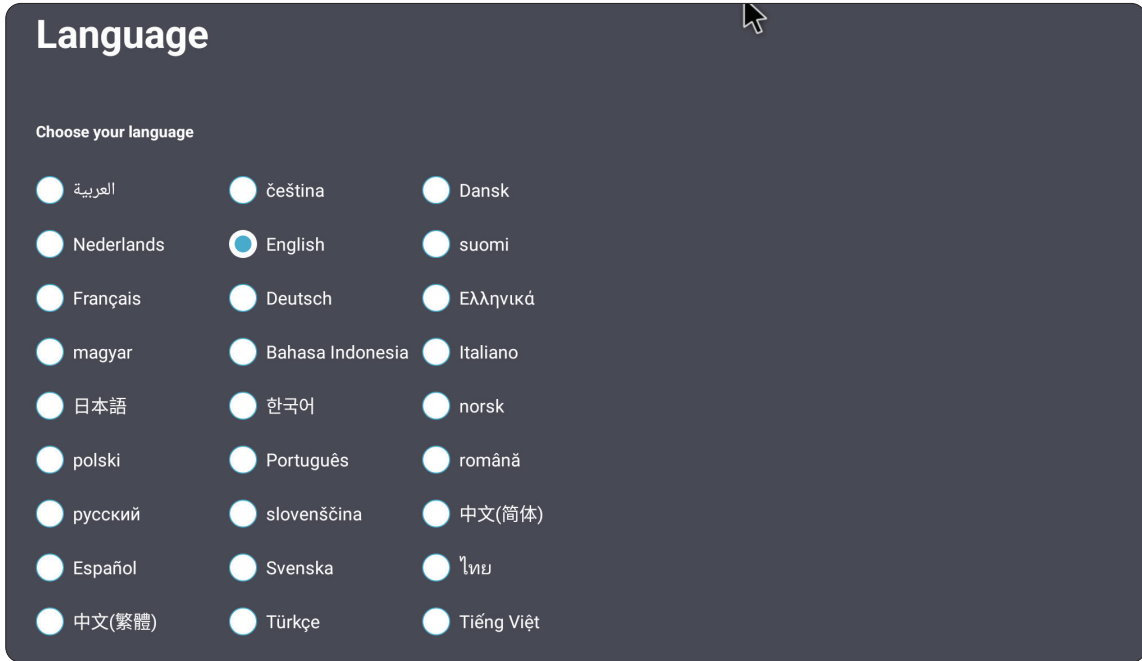 Language
Choose your language
العربية
čeština
Dansk
Nederlands
English
suomi
Français
Deutsch
Ελληνικά
magyar
Bahasa Indonesia
Italiano
日本語
한국어
norsk
polski
Português
română
русский
slovenščina
中文(简体)
Español
Svenska
ไทย
中文(繁體)
Türkçe
Tiếng Việt